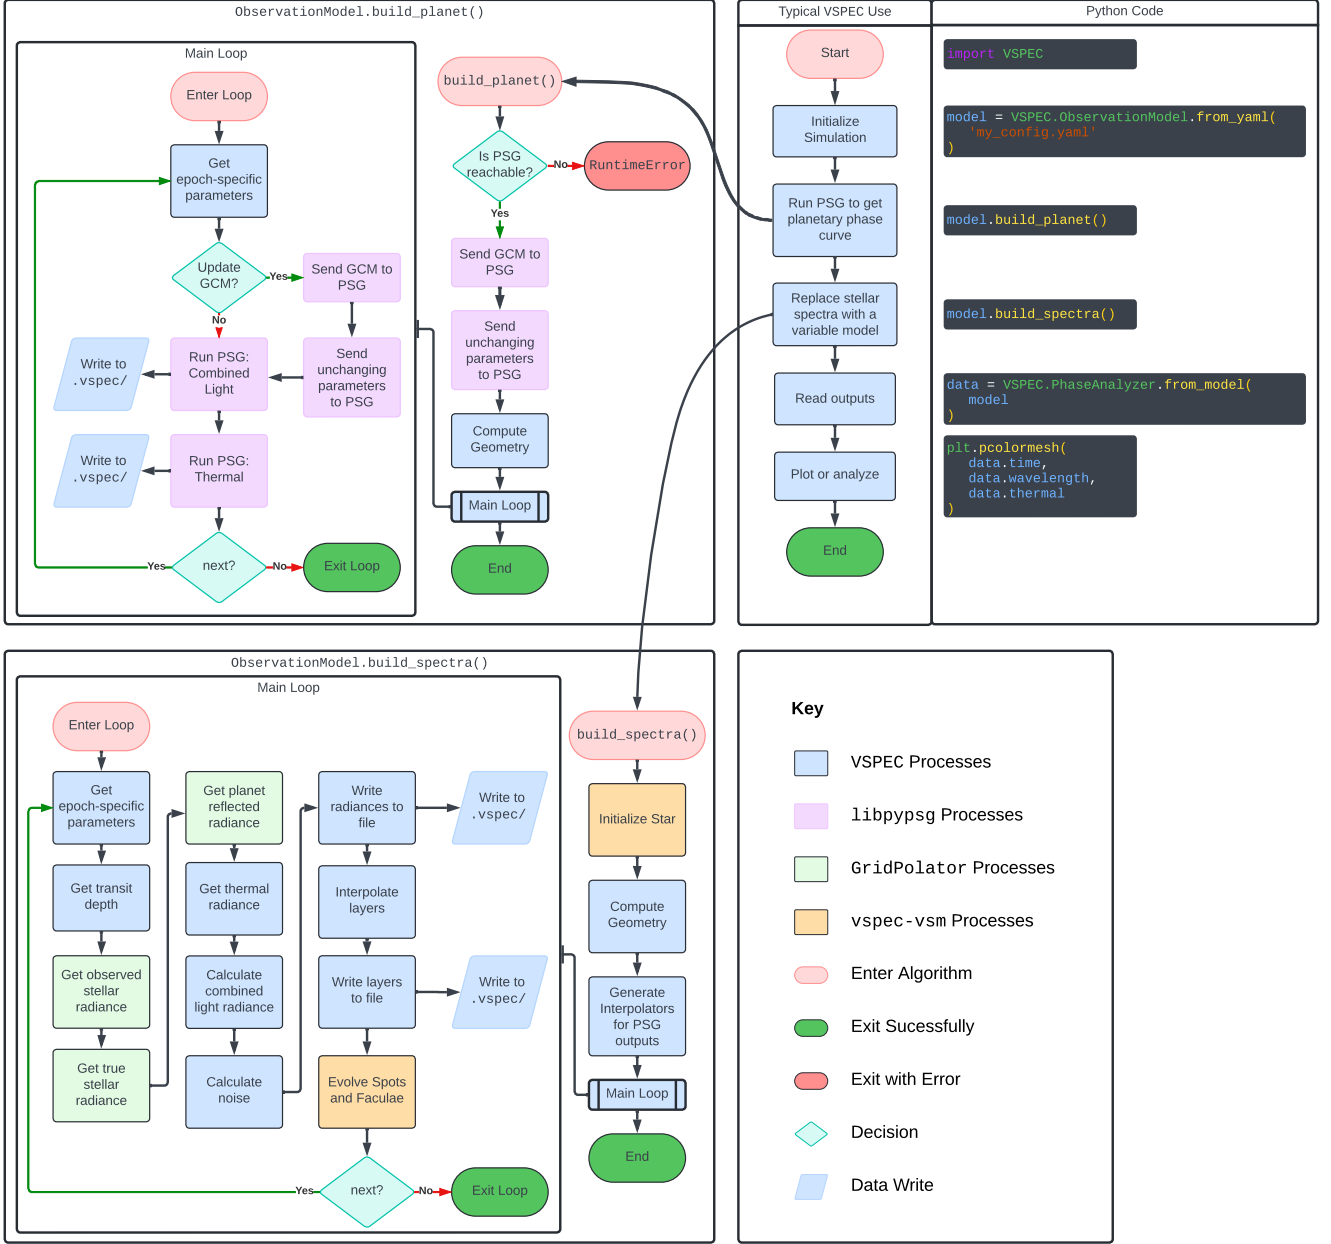 ObservationModel.build_planet()
Main Loop
Enter Loop
Get
epoch-specific
parameters
Update
GCM?
Yes
Send GCM to
PSG
No
Write to
.vspec/
Run PSG:
Combined
Light
Send
unchanging
parameters
to PSG
Write to
.vspec/
Run PSG:
Thermal
Yes
next?
No
Exit Loop
build_planet()
Is PSG
reachable?
No
RuntimeError
Yes
Send GCM to
PSG
Send
unchanging
parameters
to PSG
Compute
Geometry
Main Loop
End
Typical VSPEC Use
Start
Initialize
Simulation
Run PSG to get
planetary phase
curve
Replace stellar
spectra with a
variable model
Read outputs
Plot or analyze
End
Python Code
import VSPEC
model = VSPEC.ObservationModel.from_yaml(
'my_config.yaml'
)
model.build_planet()
model.build_spectra()
data = VSPEC.PhaseAnalyzer.from_model(
model
)
plt.pcolormesh(
data.time,
data.wavelength,
data.thermal
)
ObservationModel.build_spectra()
Main Loop
Enter Loop
Get
epoch-specific
parameters
Get transit
depth
Get observed
stellar
radiance
Get true
stellar
radiance
Get planet
reflected
radiance
Get thermal
radiance
Calculate
combined
light radiance
Calculate
noise
Write
radiances to
file
Write to
.vspec/
Interpolate
layers
Write layers
to file
Write to
.vspec/
Evolve Spots
and Faculae
Yes
next?
No
Exit Loop
build_spectra()
Initialize Star
Compute
Geometry
Generate
Interpolators
for PSG
outputs
Main Loop
End
Key
VSPEC Processes
libpypsg Processes
GridPolator Processes
vspec-vsm Processes
Enter Algorithm
Exit Sucessfully
Exit with Error
Decision
Data Write